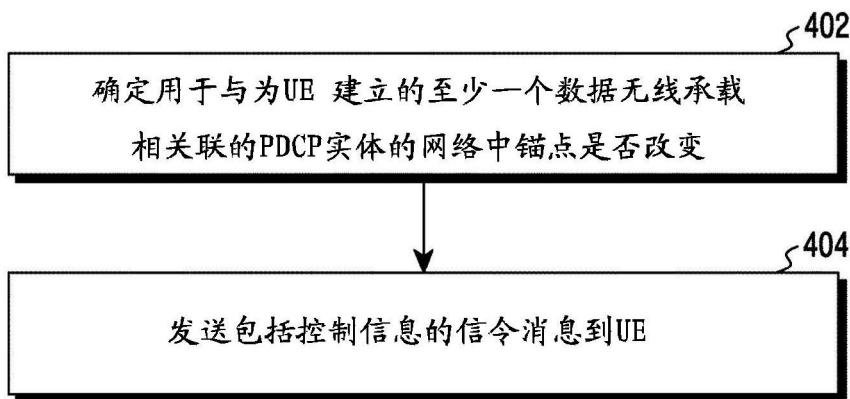 402
确定用于与为UE 建立的至少一个数据无线承载
相关联的PDCP实体的网络中锚点是否改变
404
发送包括控制信息的信令消息到UE